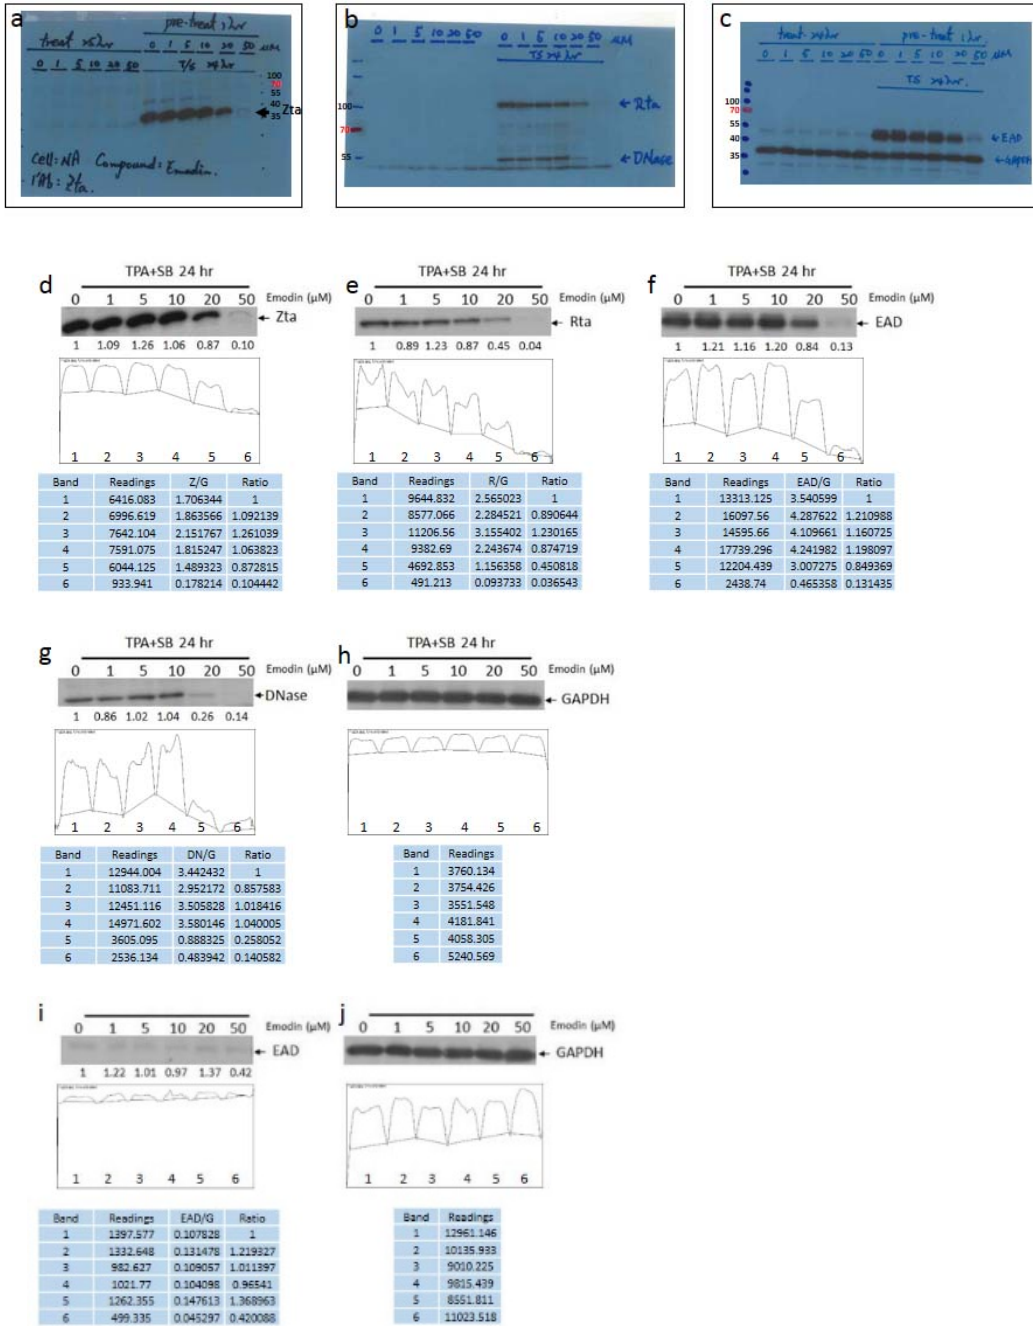 a
pre-treat 1 hr
treat 25hr
0 1 5 10 20 50 μM
0 1 5 10 20 50
T/S 24hr
100
70
55
40
35
Zta
Cell: NA Compound: Emodin.
1°Ab: Zta.
b
0 1 5 10 20 50
0 1 5 10 20 50 μM
TS 24hr
100
70
55
Rta
DNase
c
treat 24hr
pre-treat 1hr.
0 1 5 10 20 50
0 1 5 10 20 50 μM
TS 24hr.
100
70
55
40
35
EAD
GAPDH
d
TPA+SB 24 hr
0 1 5 10 20 50 Emodin (μM)
Zta
1 1.09 1.26 1.06 0.87 0.10
1 2 3 4 5 6
Band Readings Z/G Ratio
1 6416.083 1.706344 1
2 6996.619 1.863566 1.092139
3 7642.104 2.151767 1.261039
4 7591.075 1.815247 1.063823
5 6044.125 1.489323 0.872815
6 933.941 0.178214 0.104442
e
TPA+SB 24 hr
0 1 5 10 20 50
Rta
1 0.89 1.23 0.87 0.45 0.04
1 2 3 4 5 6
Band Readings R/G Ratio
1 9644.832 2.565023 1
2 8577.066 2.284521 0.890644
3 11206.56 3.155402 1.230165
4 9382.69 2.243674 0.874719
5 4692.853 1.156358 0.450818
6 491.213 0.093733 0.036543
f
TPA+SB 24 hr
0 1 5 10 20 50 Emodin (μM)
EAD
1 1.21 1.16 1.20 0.84 0.13
1 2 3 4 5 6
Band Readings EAD/G Ratio
1 13313.125 3.540599 1
2 16097.56 4.287622 1.210988
3 14595.66 4.109661 1.160725
4 17739.296 4.241982 1.198097
5 12204.439 3.007275 0.849369
6 2438.74 0.465358 0.131435
g
TPA+SB 24 hr
0 1 5 10 20 50 Emodin (μM)
DNase
1 0.86 1.02 1.04 0.26 0.14
1 2 3 4 5 6
Band Readings DN/G Ratio
1 12944.004 3.442432 1
2 11083.711 2.952172 0.857583
3 12451.116 3.505828 1.018416
4 14971.602 3.580146 1.040005
5 3605.095 0.888325 0.258052
6 2536.134 0.483942 0.140582
h
TPA+SB 24 hr
0 1 5 10 20 50
GAPDH
1 2 3 4 5 6
Band Readings
1 3760.134
2 3754.426
3 3551.548
4 4181.841
5 4058.305
6 5240.569
i
0 1 5 10 20 50 Emodin (μM)
EAD
1 1.22 1.01 0.97 1.37 0.42
1 2 3 4 5 6
Band Readings EAD/G Ratio
1 1397.577 0.107828 1
2 1332.648 0.131478 1.219327
3 982.627 0.109057 1.011397
4 1021.77 0.104098 0.96541
5 1262.355 0.147613 1.368963
6 499.335 0.045297 0.420088
j
0 1 5 10 20 50 Emodin (μM)
GAPDH
1 2 3 4 5 6
Band Readings
1 12961.146
2 10135.933
3 9010.225
4 9815.439
5 8551.811
6 11023.518